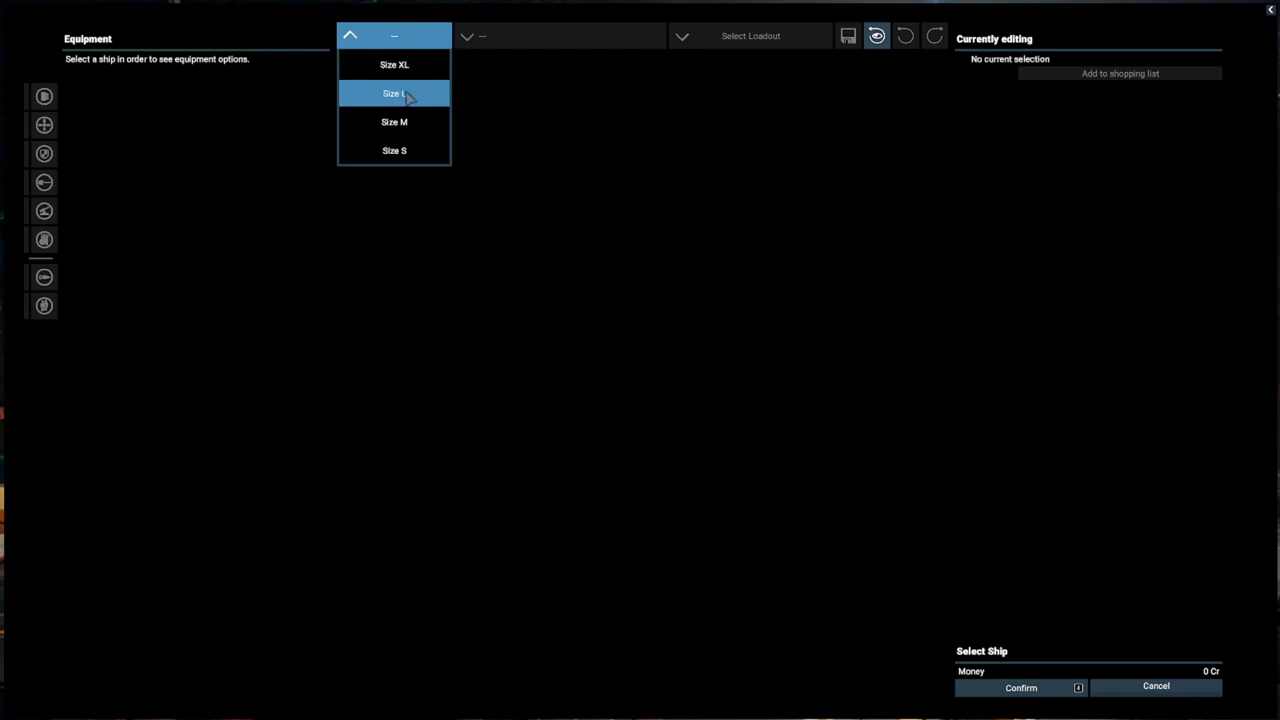 Equipment
Select a ship in order to see equipment options.
–
Size XL
Size L
Size M
Size S
–
Select Loadout
Currently editing
No current selection
Add to shopping list
Select Ship
Money 0 Cr
Confirm
Cancel